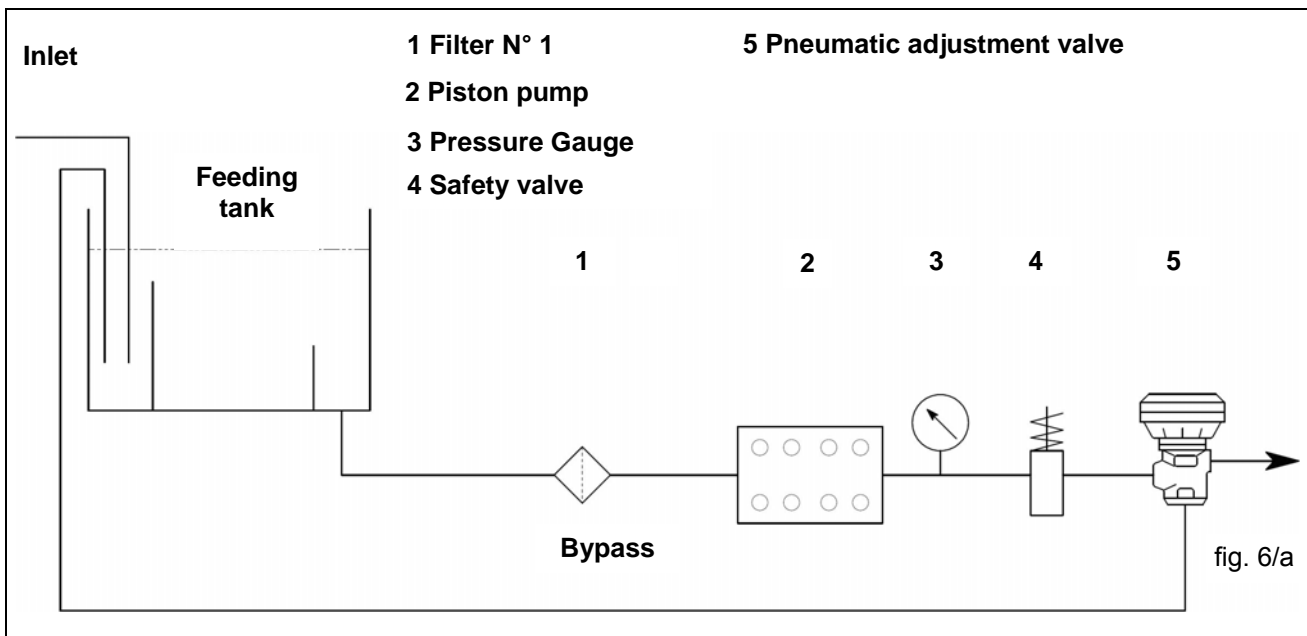 Inlet
1 Filter N° 1
2 Piston pump
3 Pressure Gauge
4 Safety valve
5 Pneumatic adjustment valve
Feeding
tank
1
2
3
4
5
Bypass
fig. 6/a